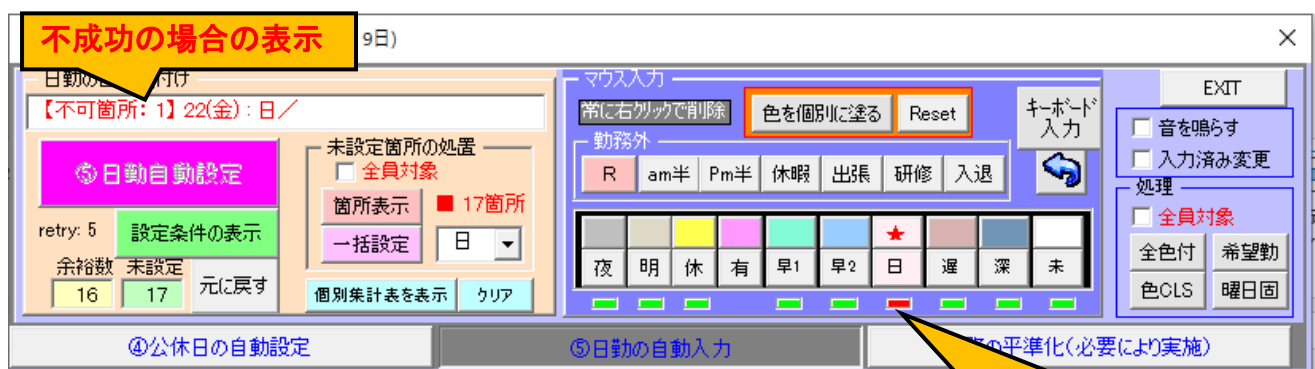 不成功の場合の表示
9日)
日勤の
付け
【不可箇所: 1】 22(金) : 日/
⑤日勤自動設定
retry: 5
設定条件の表示
余裕数
未設定
16
17
元に戻す
未設定箇所の処置
全員対象
箇所表示
■ 17箇所
一括設定
日
個別集計表を表示
クリア
マウス入力
常に右クリックで削除
色を個別に塗る
Reset
キーボード
入力
勤務外
R
am半
Pm半
休暇
出張
研修
入退
★
夜
明
休
有
早1
早2
日
遅
深
未
EXIT
音を鳴らす
入力済み変更
処理
全員対象
全色付
希望勤
色CLS
曜日固
④公休日の自動設定
⑤日勤の自動入力
の平準化(必要により実施)